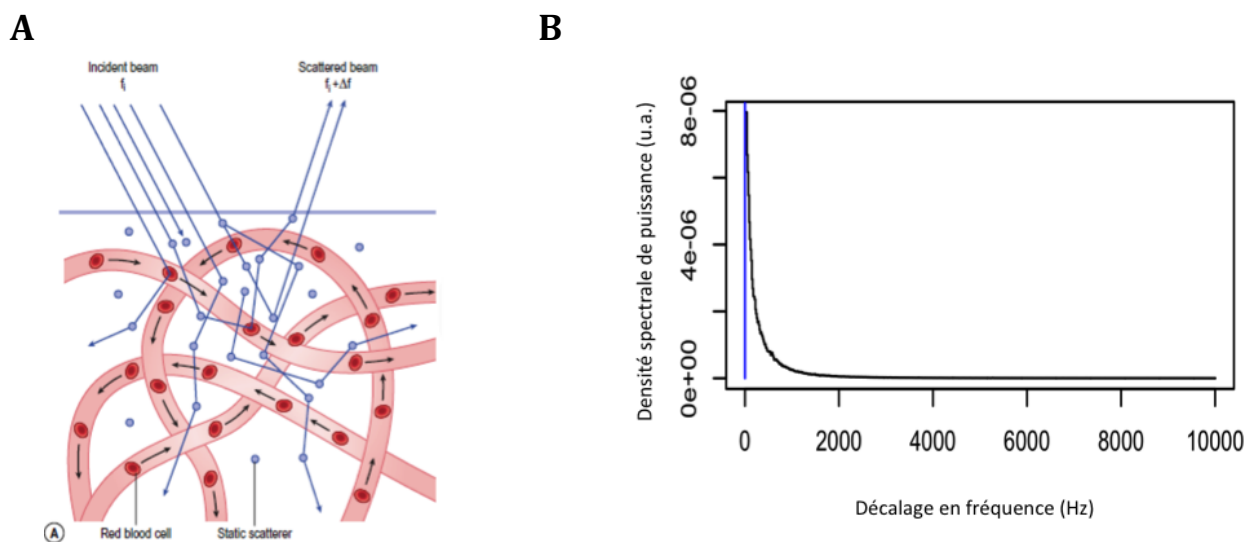 A
B
Incident beam
fi
Scattered beam
fi +Δf
A
Red blood cell
Static scatterer
Densité spectrale de puissance (u.a.)
8e-06
4e-06
0e+00
0
2000
4000
6000
8000
10000
Décalage en fréquence (Hz)